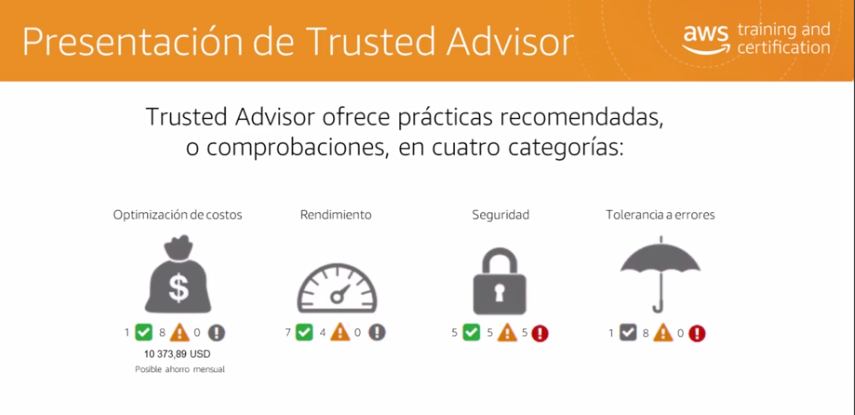 Presentación de Trusted Advisor
aws training and
certification
Trusted Advisor ofrece prácticas recomendadas,
o comprobaciones, en cuatro categorías:
Optimización de costos
$
1 8 0
10 373,89 USD
Posible ahorro mensual
Rendimiento
7 4 0
Seguridad
5 5 5
Tolerancia a errores
1 8 0